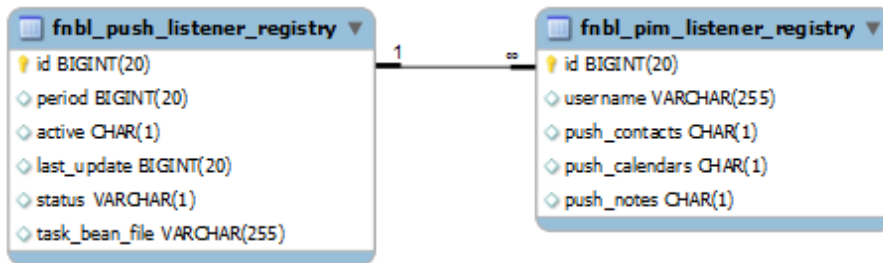 fnbl_push_listener_registry
id BIGINT(20)
period BIGINT(20)
active CHAR(1)
last_update BIGINT(20)
status VARCHAR(1)
task_bean_file VARCHAR(255)
1
∞
fnbl_pim_listener_registry
id BIGINT(20)
username VARCHAR(255)
push_contacts CHAR(1)
push_calendars CHAR(1)
push_notes CHAR(1)